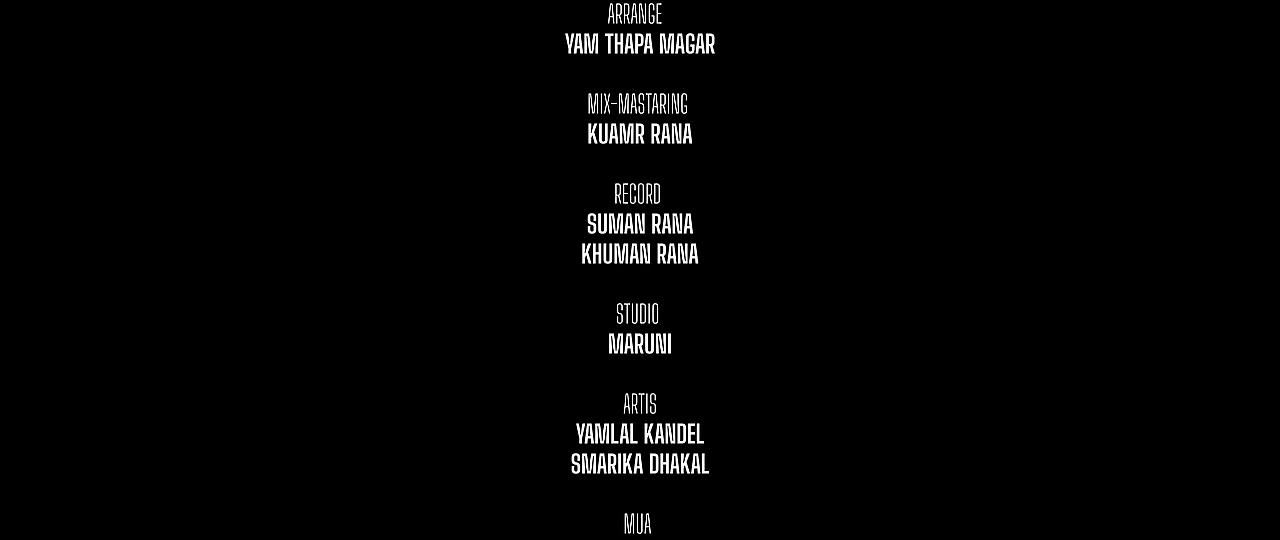 ARRANGE
YAM THAPA MAGAR
MIX-MASTARING
KUAMR RANA
RECORD
SUMAN RANA
KHUMAN RANA
STUDIO
MARUNI
ARTIS
YAMLAL KANDEL
SMARIKA DHAKAL
MUA